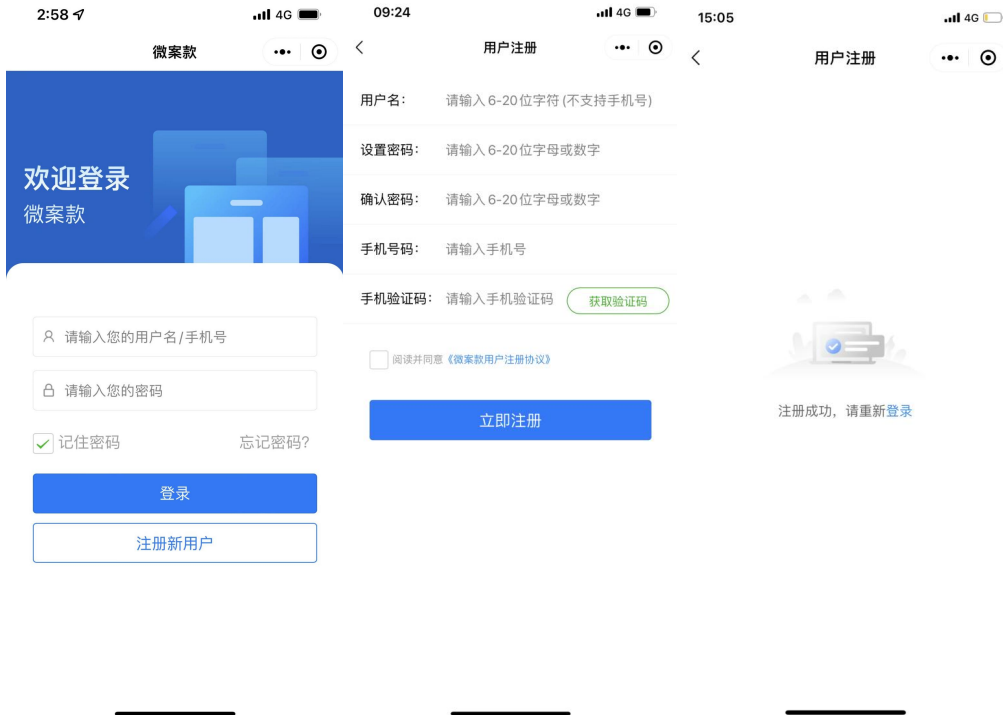 2:58
4G
微案款
欢迎登录
微案款
请输入您的用户名/手机号
请输入您的密码
记住密码
忘记密码?
登录
注册新用户
09:24
4G
用户注册
用户名:
请输入6-20位字符(不支持手机号)
设置密码:
请输入6-20位字母或数字
确认密码:
请输入6-20位字母或数字
手机号码:
请输入手机号
手机验证码:
请输入手机验证码
获取验证码
阅读并同意《微案款用户注册协议》
立即注册
15:05
4G
用户注册
注册成功，请重新登录